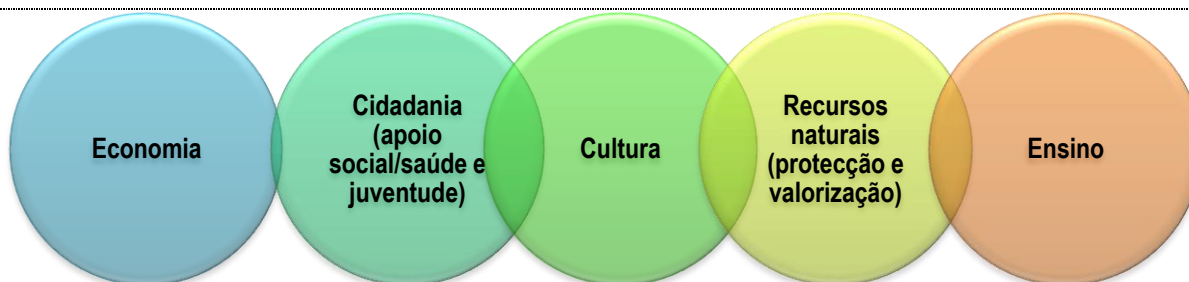 Economia
Cidadania
(apoio
social/saúde e
juventude)
Cultura
Recursos
naturais
(protecção e
valorização)
Ensino